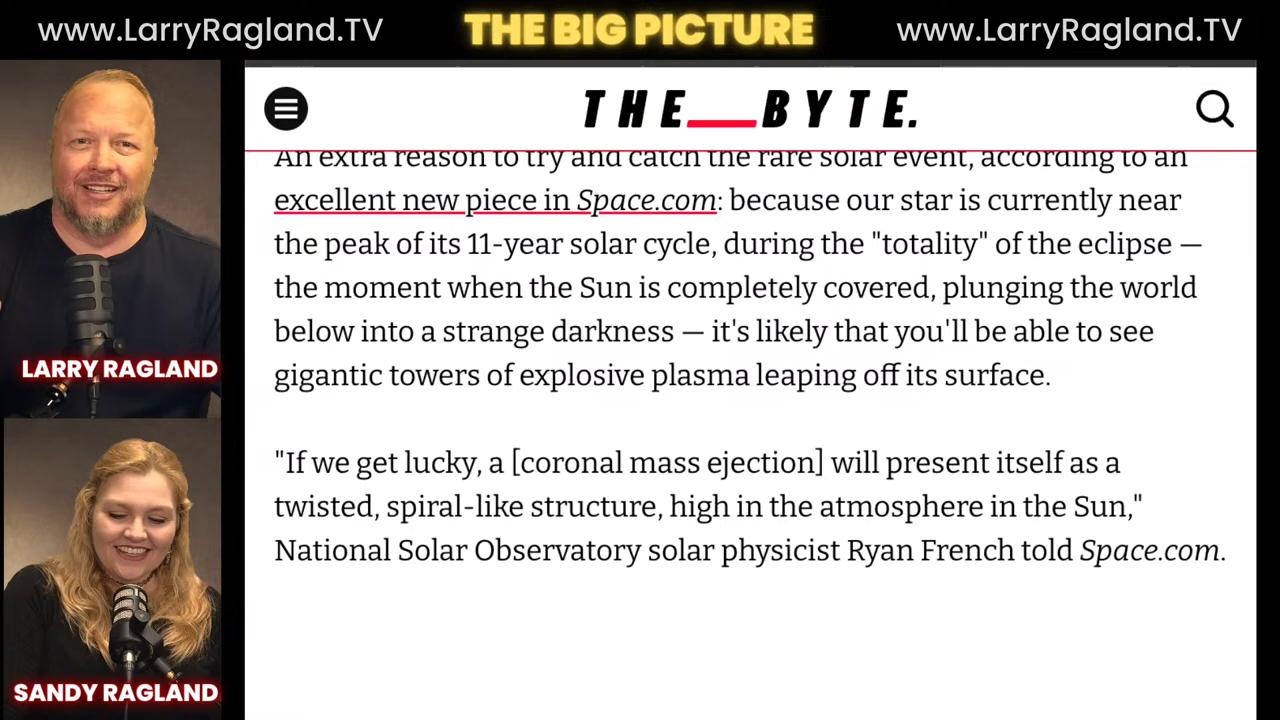 www.LarryRagland.TV
THE BIG PICTURE
www.LarryRagland.TV
THE__BYTE.
An extra reason to try and catch the rare solar event, according to an
excellent new piece in Space.com: because our star is currently near
the peak of its 11-year solar cycle, during the "totality" of the eclipse —
the moment when the Sun is completely covered, plunging the world
below into a strange darkness — it's likely that you'll be able to see
gigantic towers of explosive plasma leaping off its surface.
"If we get lucky, a [coronal mass ejection] will present itself as a
twisted, spiral-like structure, high in the atmosphere in the Sun,"
National Solar Observatory solar physicist Ryan French told Space.com.
LARRY RAGLAND
SANDY RAGLAND